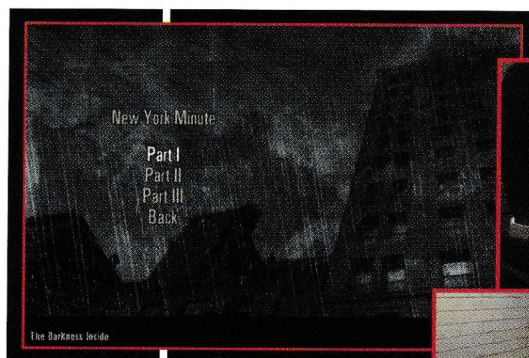 New York Minute
Part I
Part II
Part III
Back
The Darkness Inside